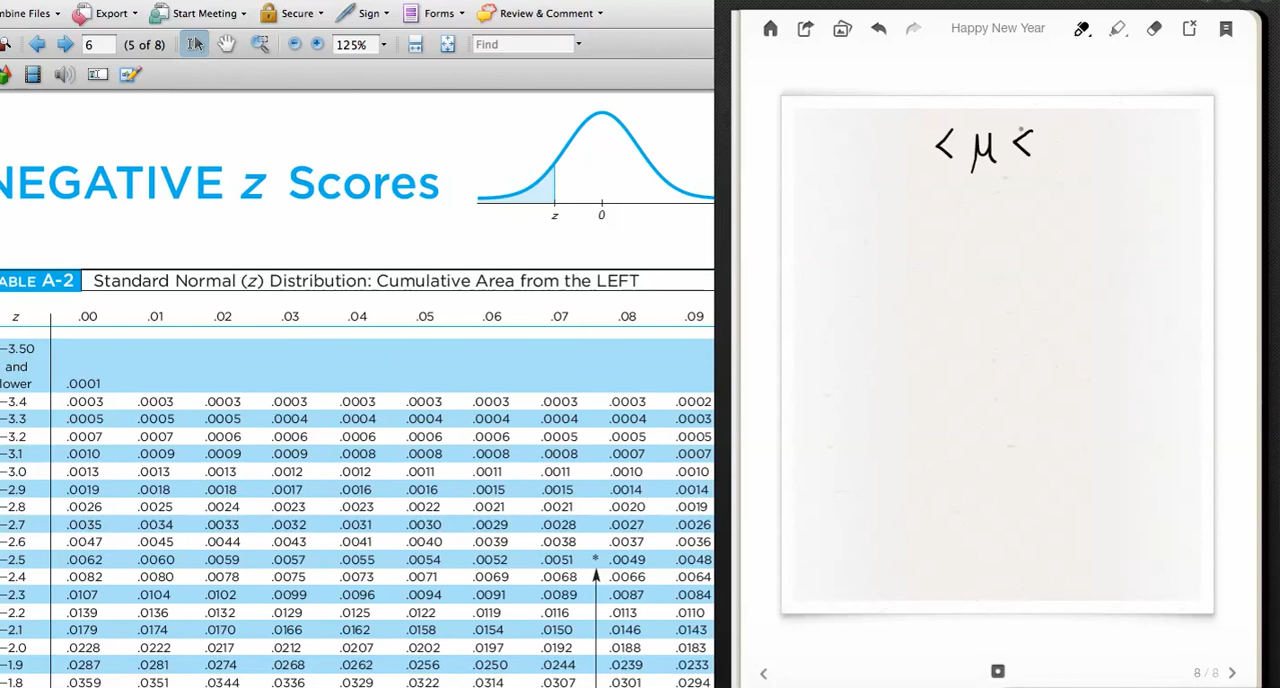 mbine Files Export Start Meeting Secure Sign Forms Review & Comment
6 (5 of 8) 125% Find
Happy New Year
< μ <
NEGATIVE z Scores
z 0
TABLE A-2 Standard Normal (z) Distribution: Cumulative Area from the LEFT
z .00 .01 .02 .03 .04 .05 .06 .07 .08 .09
−3.50
and
lower .0001
−3.4 .0003 .0003 .0003 .0003 .0003 .0003 .0003 .0003 .0003 .0002
−3.3 .0005 .0005 .0005 .0004 .0004 .0004 .0004 .0004 .0004 .0003
−3.2 .0007 .0007 .0006 .0006 .0006 .0006 .0006 .0005 .0005 .0005
−3.1 .0010 .0009 .0009 .0009 .0008 .0008 .0008 .0008 .0007 .0007
−3.0 .0013 .0013 .0013 .0012 .0012 .0011 .0011 .0011 .0010 .0010
−2.9 .0019 .0018 .0018 .0017 .0016 .0016 .0015 .0015 .0014 .0014
−2.8 .0026 .0025 .0024 .0023 .0023 .0022 .0021 .0021 .0020 .0019
−2.7 .0035 .0034 .0033 .0032 .0031 .0030 .0029 .0028 .0027 .0026
−2.6 .0047 .0045 .0044 .0043 .0041 .0040 .0039 .0038 .0037 .0036
−2.5 .0062 .0060 .0059 .0057 .0055 .0054 .0052 .0051 * .0049 .0048
−2.4 .0082 .0080 .0078 .0075 .0073 .0071 .0069 .0068 .0066 .0064
−2.3 .0107 .0104 .0102 .0099 .0096 .0094 .0091 .0089 .0087 .0084
−2.2 .0139 .0136 .0132 .0129 .0125 .0122 .0119 .0116 .0113 .0110
−2.1 .0179 .0174 .0170 .0166 .0162 .0158 .0154 .0150 .0146 .0143
−2.0 .0228 .0222 .0217 .0212 .0207 .0202 .0197 .0192 .0188 .0183
−1.9 .0287 .0281 .0274 .0268 .0262 .0256 .0250 .0244 .0239 .0233
−1.8 .0359 .0351 .0344 .0336 .0329 .0322 .0314 .0307 .0301 .0294
8 / 8